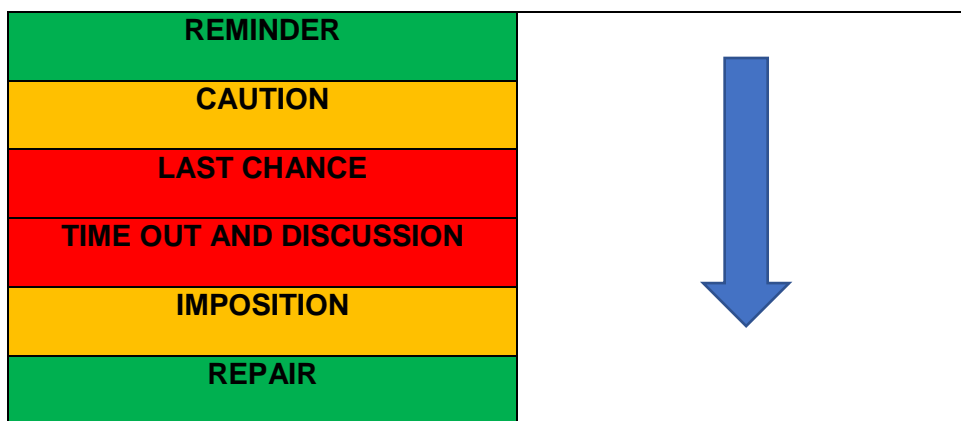 REMINDER
CAUTION
LAST CHANCE
TIME OUT AND DISCUSSION
IMPOSITION
REPAIR